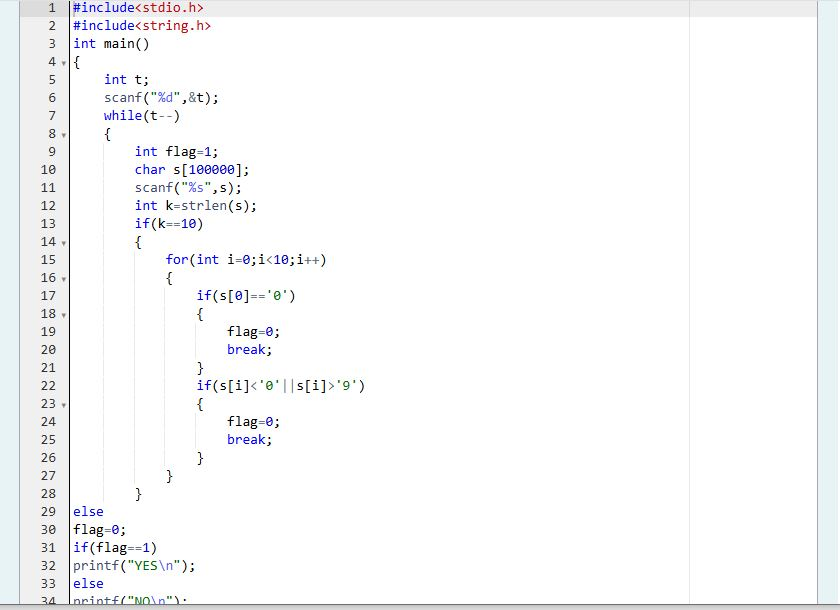 1 #include<stdio.h>
2 #include<string.h>
3 int main()
4 {
5 int t;
6 scanf("%d",&t);
7 while(t--)
8 {
9 int flag=1;
10 char s[100000];
11 scanf("%s",s);
12 int k=strlen(s);
13 if(k==10)
14 {
15 for(int i=0;i<10;i++)
16 {
17 if(s[0]=='0')
18 {
19 flag=0;
20 break;
21 }
22 if(s[i]<'0'||s[i]>'9')
23 {
24 flag=0;
25 break;
26 }
27 }
28 }
29 else
30 flag=0;
31 if(flag==1)
32 printf("YES\n");
33 else
34 printf("NO\n");